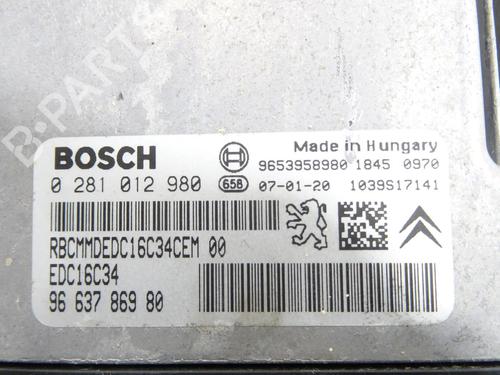 B-PARTS
BOSCH
Made in Hungary
9653958980 1845 0970
0 281 012 980
658
07-01-20
1039S17141
RBCMMDEDC16C34CEM 00
EDC16C34
96 637 869 80